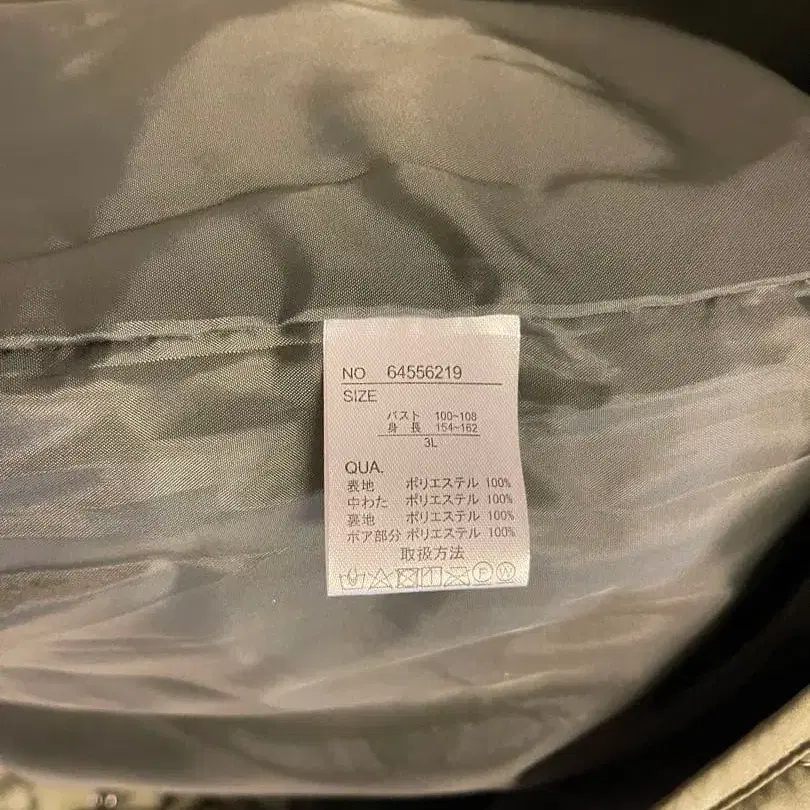 NO 64556219
SIZE
バスト 100~108
身長 154~162
3L
QUA.
表地 ポリエステル 100%
中わた ポリエステル 100%
裏地 ポリエステル 100%
ボア部分 ポリエステル 100%
取扱方法